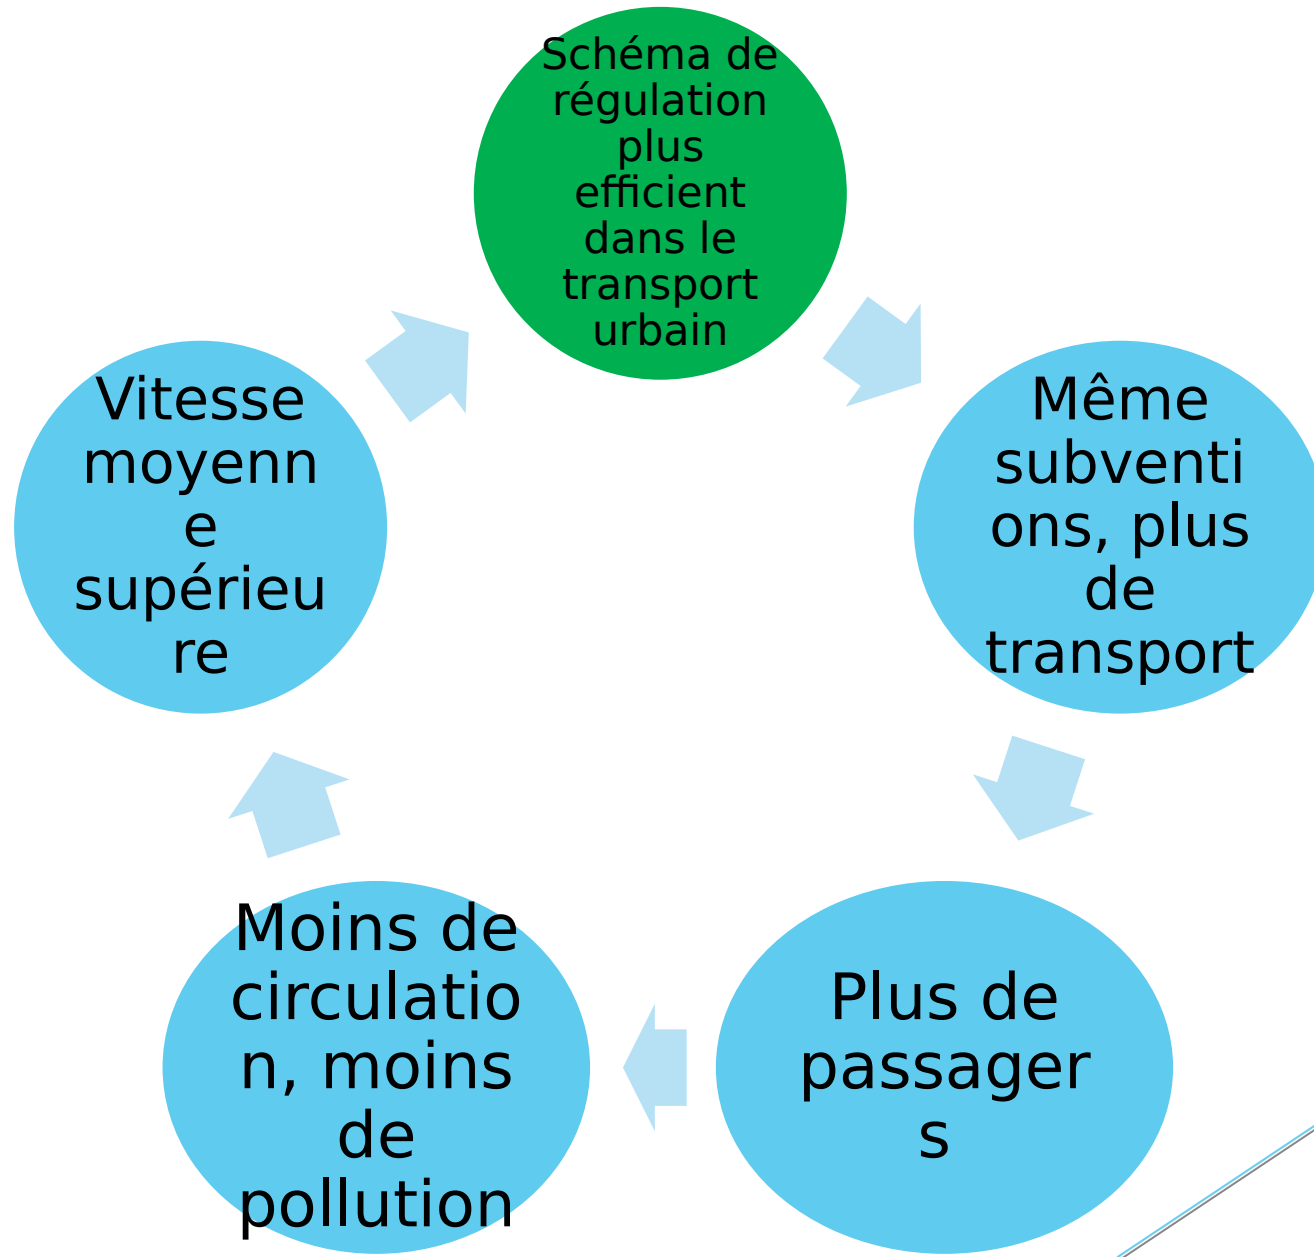 Schéma de
régulation
plus
efficient
dans le
transport
urbain
Même
subventi
ons, plus
de
transport
Plus de
passager
s
Moins de
circulatio
n, moins
de
pollution
Vitesse
moyenn
e
supérieu
re